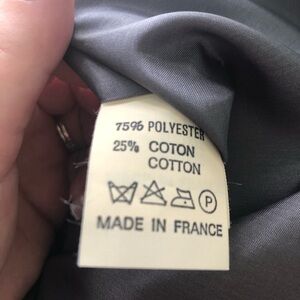 75% POLYESTER
25% COTON
COTTON
P
MADE IN FRANCE